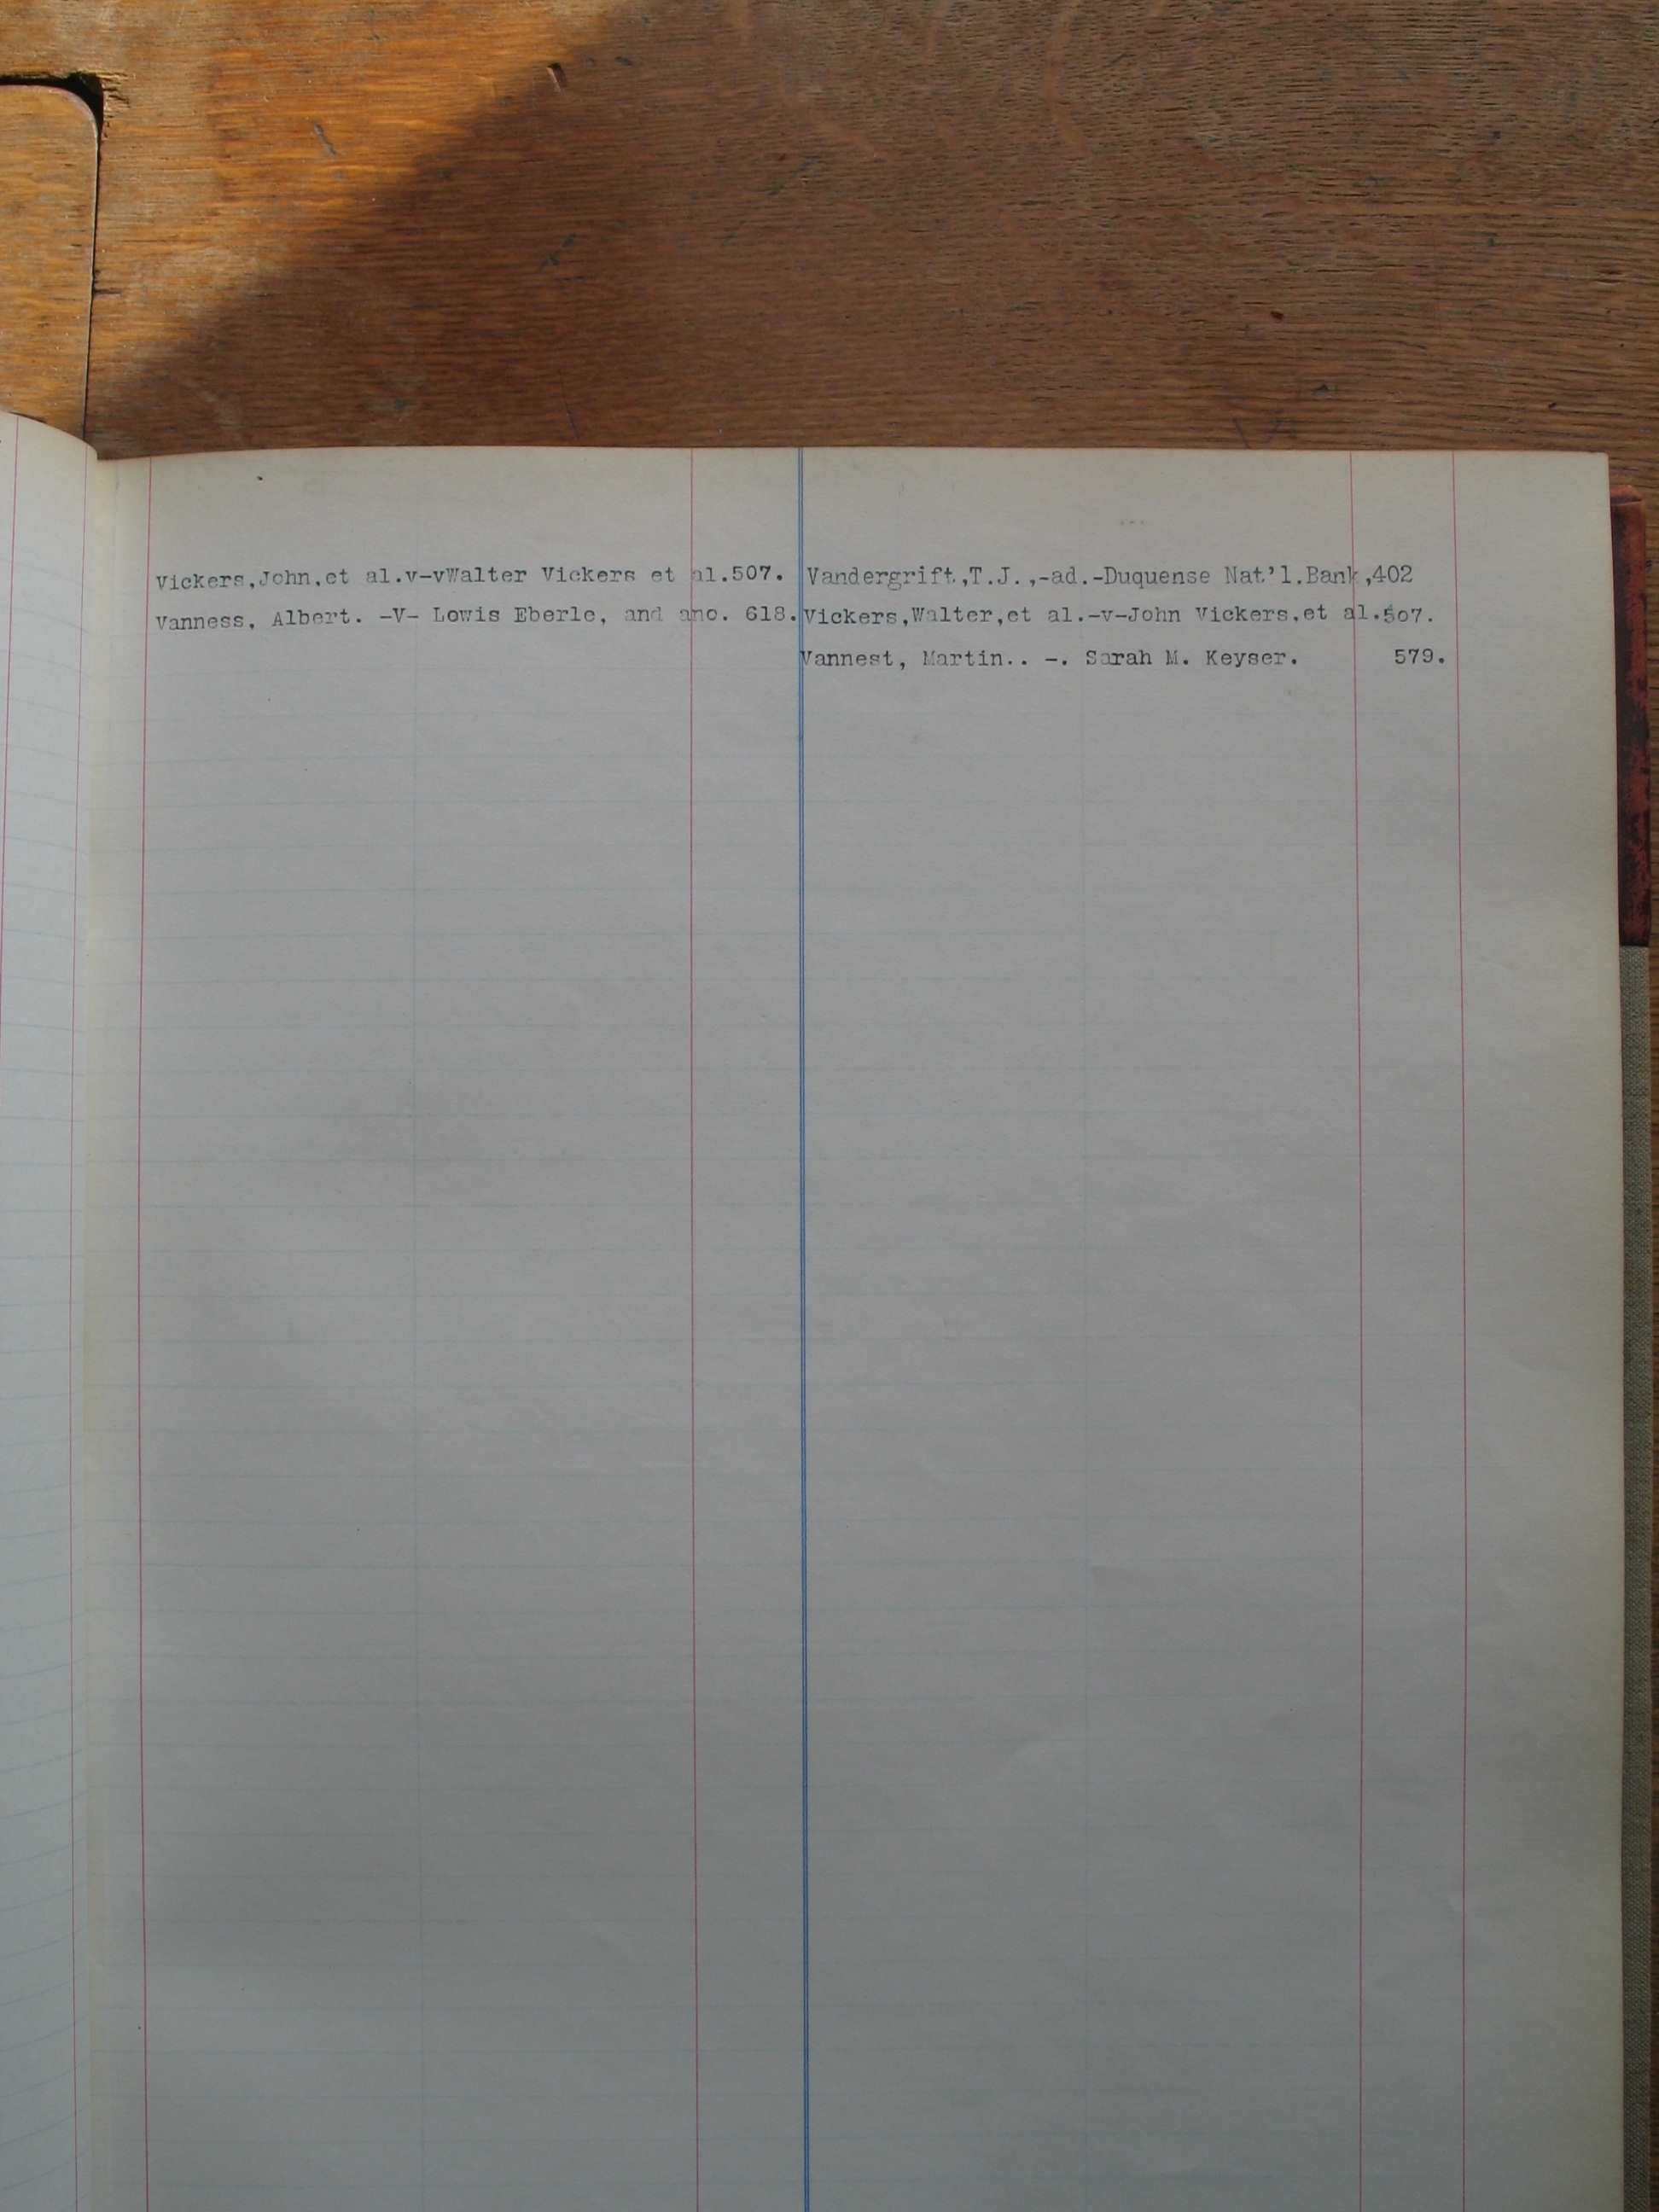 Vickers,John,et al.v-vWalter Vickers et al.507.
Vanness, Albert. -V- Lowis Eberle, and ano. 618.
Vandergrift,T.J.,-ad.-Duquense Nat'l.Bank,402
Vickers,Walter,et al.-v-John Vickers,et al.507.
Vannest, Martin.. -. Sarah M. Keyser. 579.